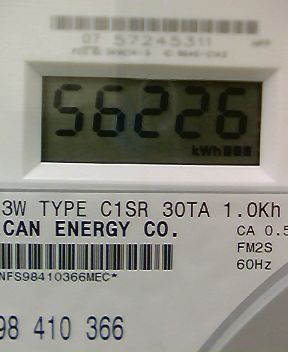 07 57245311
56226
kWh
3W TYPE C1SR 30TA 1.0Kh
CAN ENERGY CO.
CA 0.5
FM2S
60Hz
NFS98410366MEC*
98 410 366